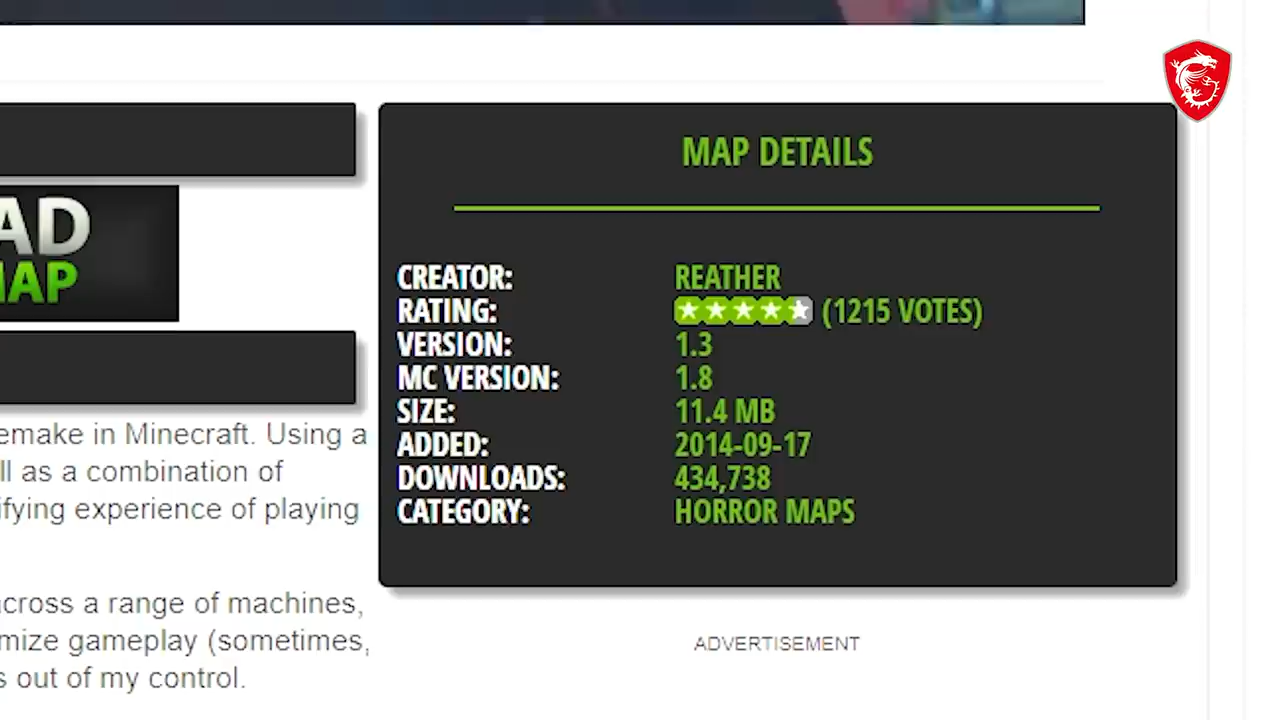 MAP DETAILS
CREATOR: REATHER
RATING: (1215 VOTES)
VERSION: 1.3
MC VERSION: 1.8
SIZE: 11.4 MB
ADDED: 2014-09-17
DOWNLOADS: 434,738
CATEGORY: HORROR MAPS
AD
MAP
emake in Minecraft. Using a
ll as a combination of
ifying experience of playing
across a range of machines,
mize gameplay (sometimes,
s out of my control.
ADVERTISEMENT